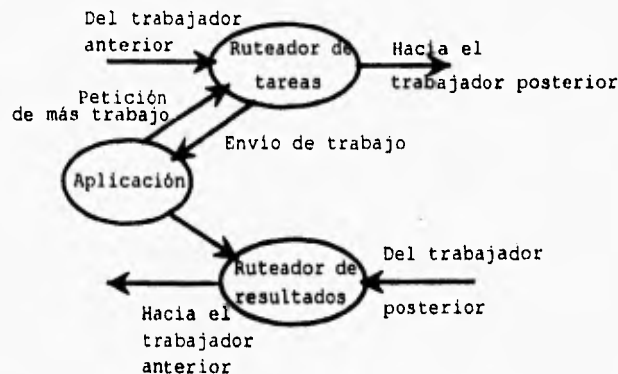 Del trabajador
anterior
Ruteador de
tareas
Hacia el
trabajador posterior
Petición
de más trabajo
Envío de trabajo
Aplicación
Del trabajador
posterior
Ruteador de
resultados
Hacia el
trabajador
anterior